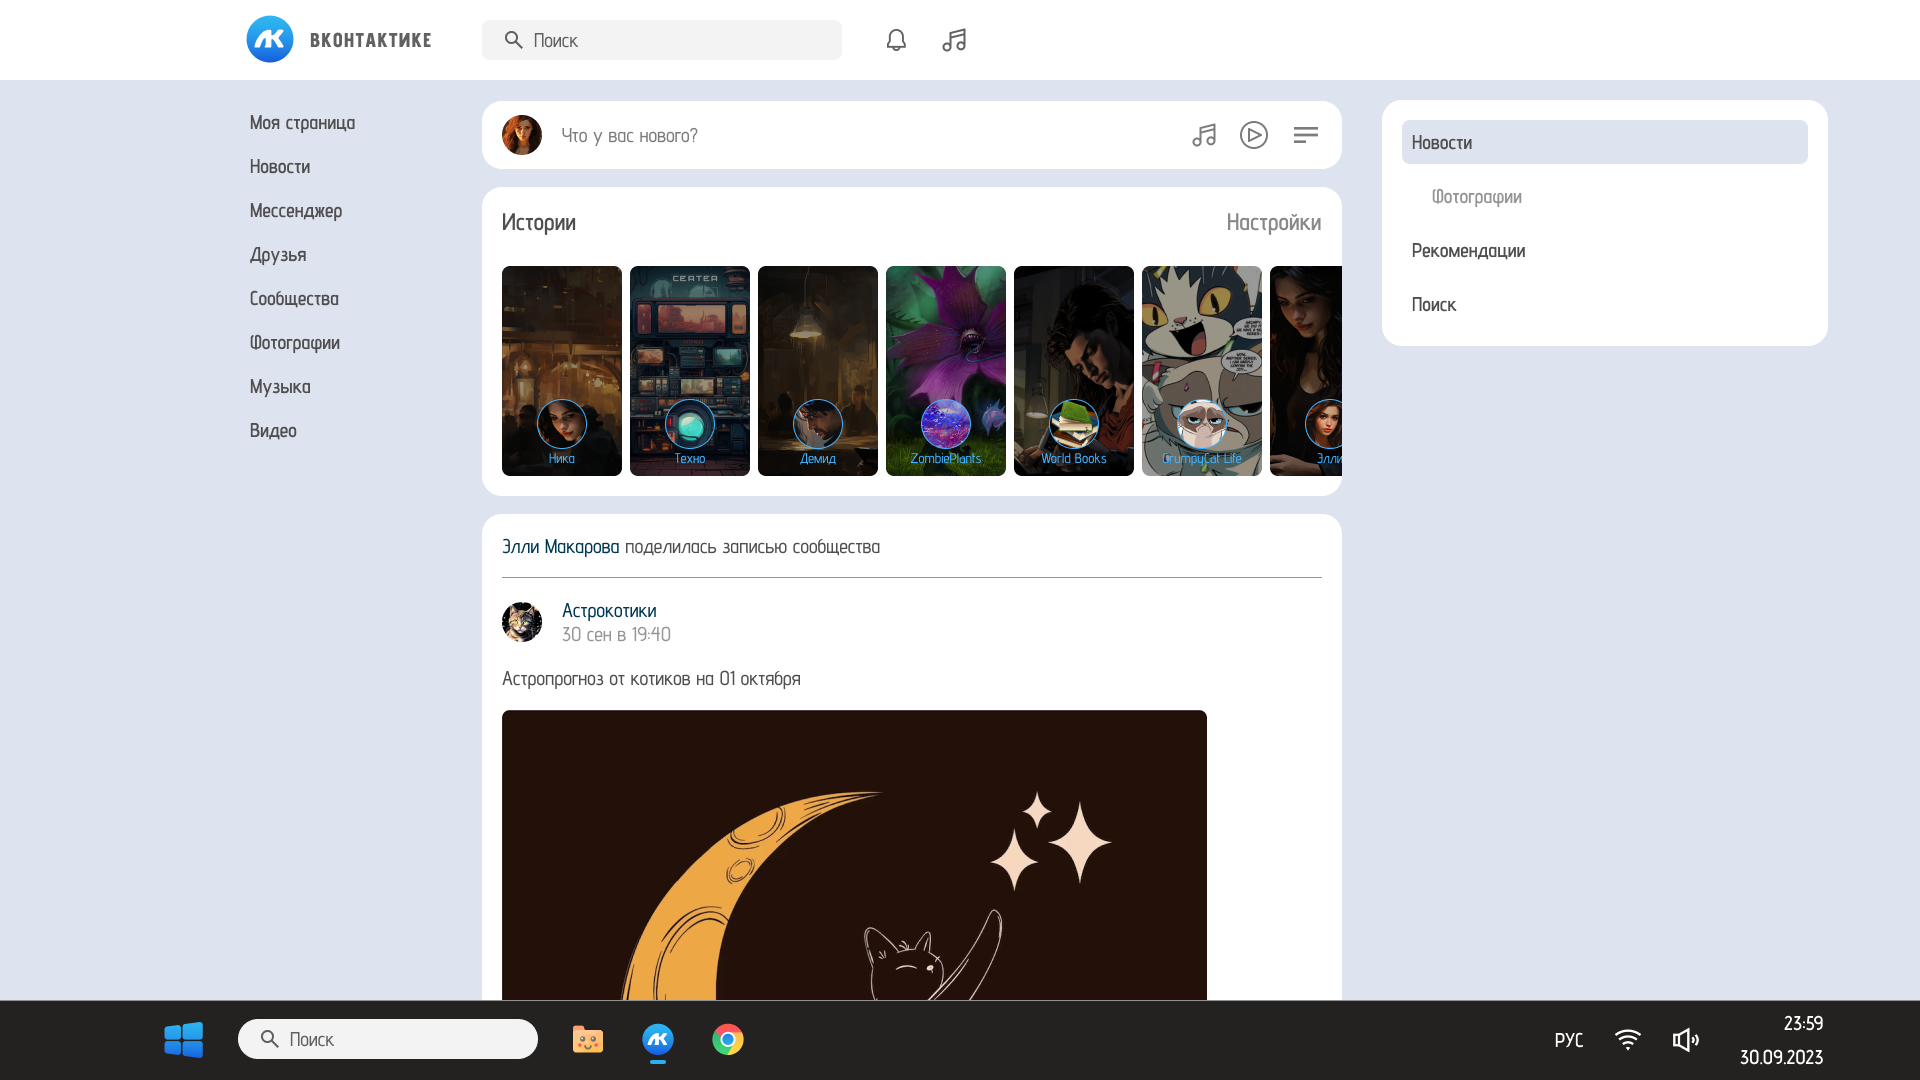 ВКОНТАКТИКЕ
Поиск
Моя страница
Новости
Мессенджер
Друзья
Сообщества
Фотографии
Музыка
Видео
Что у вас нового?
Истории
Настройки
CERTER
Ника
Техно
Демид
ZombiePlants
World Books
GrumpyCat Life
Элли
Элли Макарова поделилась записью сообщества
Астрокотики
30 сен в 19:40
Астропрогноз от котиков на 01 октября
Новости
Фотографии
Рекомендации
Поиск
Поиск
РУС
23:59
30.09.2023